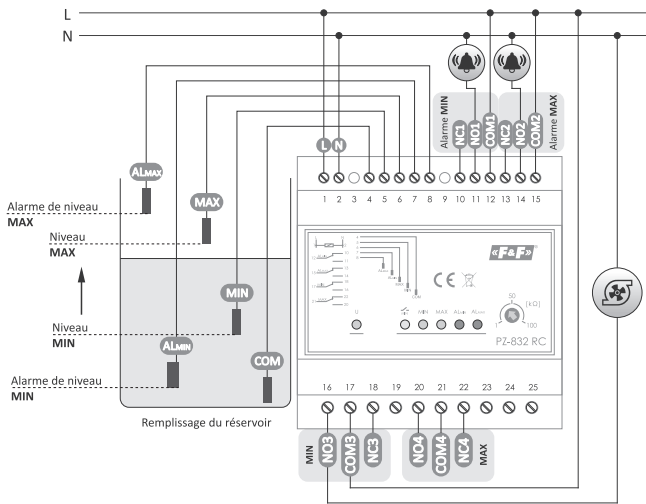 L
N
Alarme MIN
NC1
NO1
COM1
NC2
NO2
COM2
Alarme MAX
L N
1 2 3 4 5 6 7 8 9 10 11 12 13 14 15
ALMAX
MAX
Alarme de niveau
MAX
Niveau
MAX
MIN
Niveau
MIN
ALMIN
COM
Alarme de niveau
MIN
Remplissage du réservoir
«F&F»®
CE
50
(kΩ)
1 100
U MIN MAX ALMIN ALMAX
PZ-832 RC
16 17 18 19 20 21 22 23 24 25
MIN
NO3
COM3
NC3
NO4
COM4
NC4
MAX